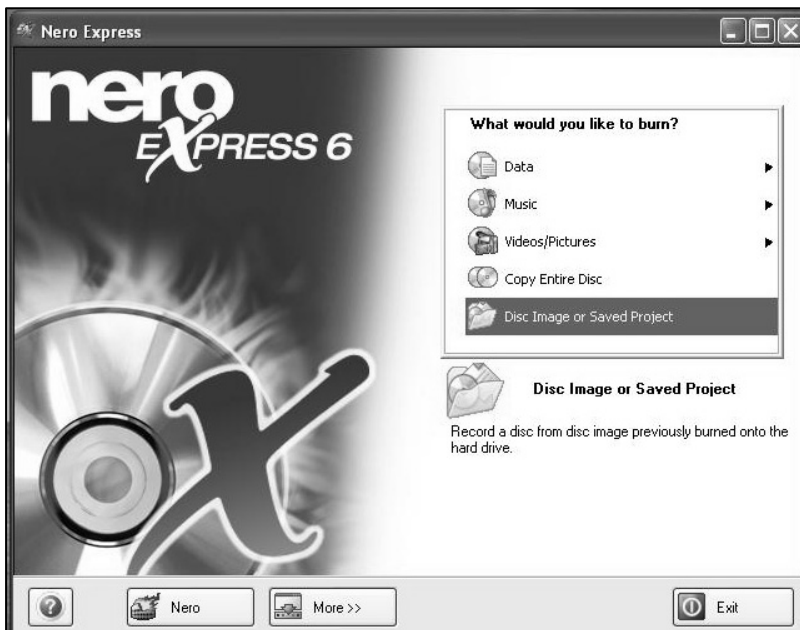 Nero Express
nero
EXPRESS 6
What would you like to burn?
Data
Music
Videos/Pictures
Copy Entire Disc
Disc Image or Saved Project
Disc Image or Saved Project
Record a disc from disc image previously burned onto the
hard drive.
?
Nero
More >>
Exit